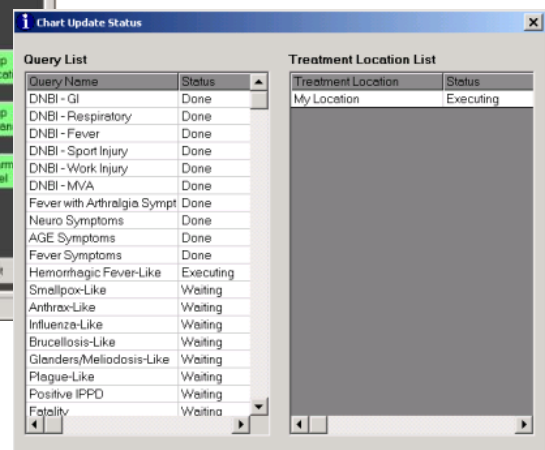 Chart Update Status
Query List
Query Name Status
DNBI - GI Done
DNBI - Respiratory Done
DNBI - Fever Done
DNBI - Sport Injury Done
DNBI - Work Injury Done
DNBI - MVA Done
Fever with Arthralgia Sympt Done
Neuro Symptoms Done
AGE Symptoms Done
Fever Symptoms Done
Hemorrhagic Fever-Like Executing
Smallpox-Like Waiting
Anthrax-Like Waiting
Influenza-Like Waiting
Brucellosis-Like Waiting
Glanders/Meliodosis-Like Waiting
Plague-Like Waiting
Positive IPPD Waiting
Fatality Waiting
Treatment Location List
Treatment Location Status
My Location Executing